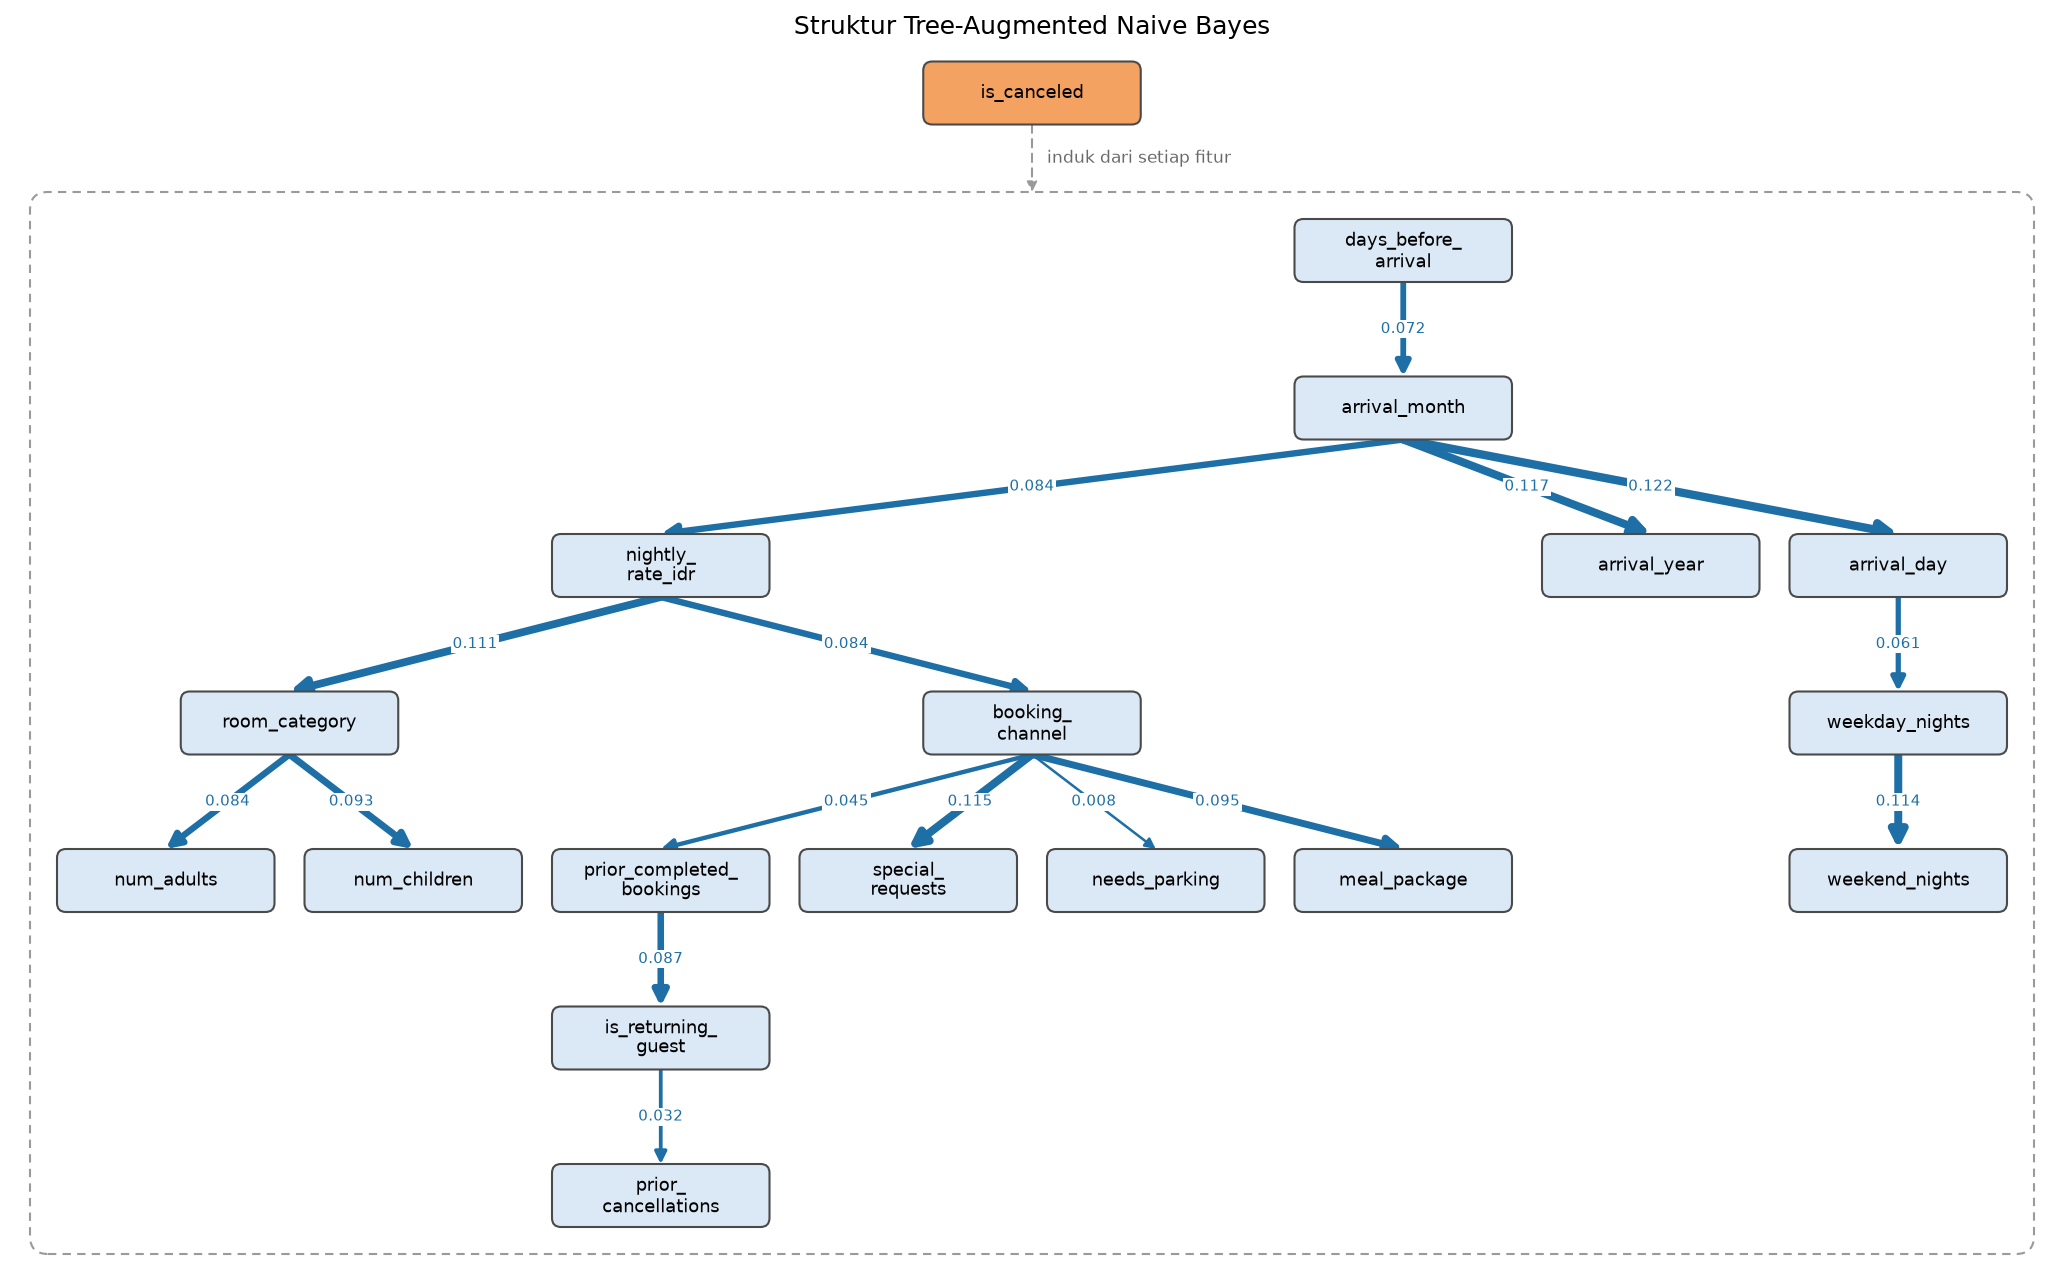 Struktur Tree-Augmented Naive Bayes
is_canceled
induk dari setiap fitur
days_before_
arrival
0.072
arrival_month
0.084
0.117
0.122
nightly_
rate_idr
arrival_year
arrival_day
0.111
0.084
0.061
room_category
booking_
channel
weekday_nights
0.084
0.093
0.045
0.115
0.008
0.095
0.114
num_adults
num_children
prior_completed_
bookings
special_
requests
needs_parking
meal_package
weekend_nights
0.087
is_returning_
guest
0.032
prior_
cancellations